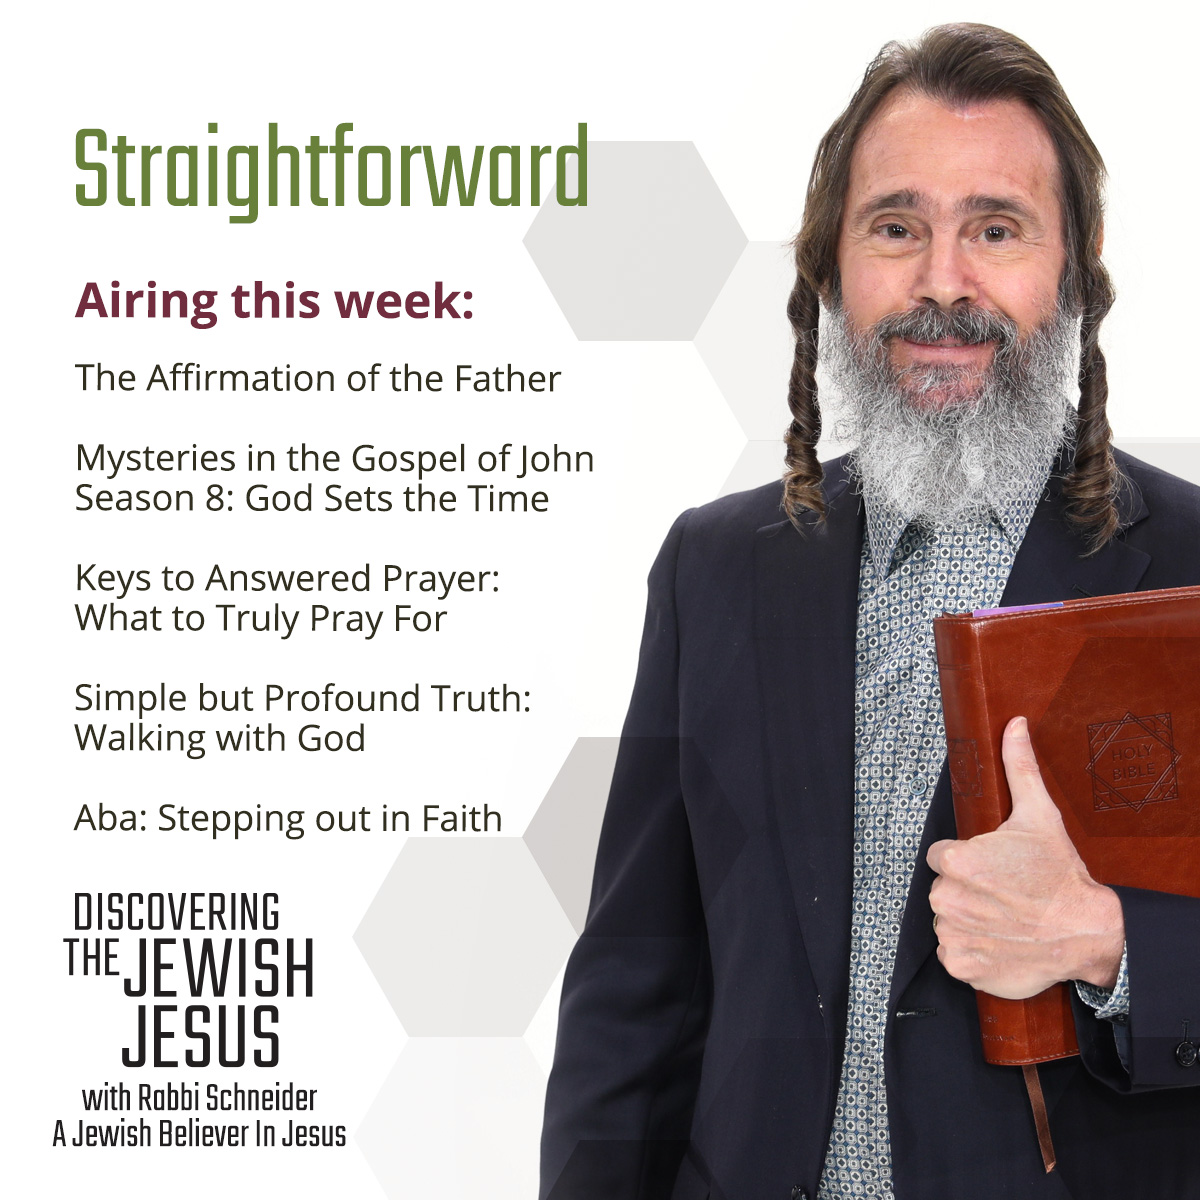 Straightforward
Airing this week:
The Affirmation of the Father
Mysteries in the Gospel of John
Season 8: God Sets the Time
Keys to Answered Prayer:
What to Truly Pray For
Simple but Profound Truth:
Walking with God
Aba: Stepping out in Faith
DISCOVERING
THE JEWISH
JESUS
with Rabbi Schneider
A Jewish Believer In Jesus
HOLY
BIBLE